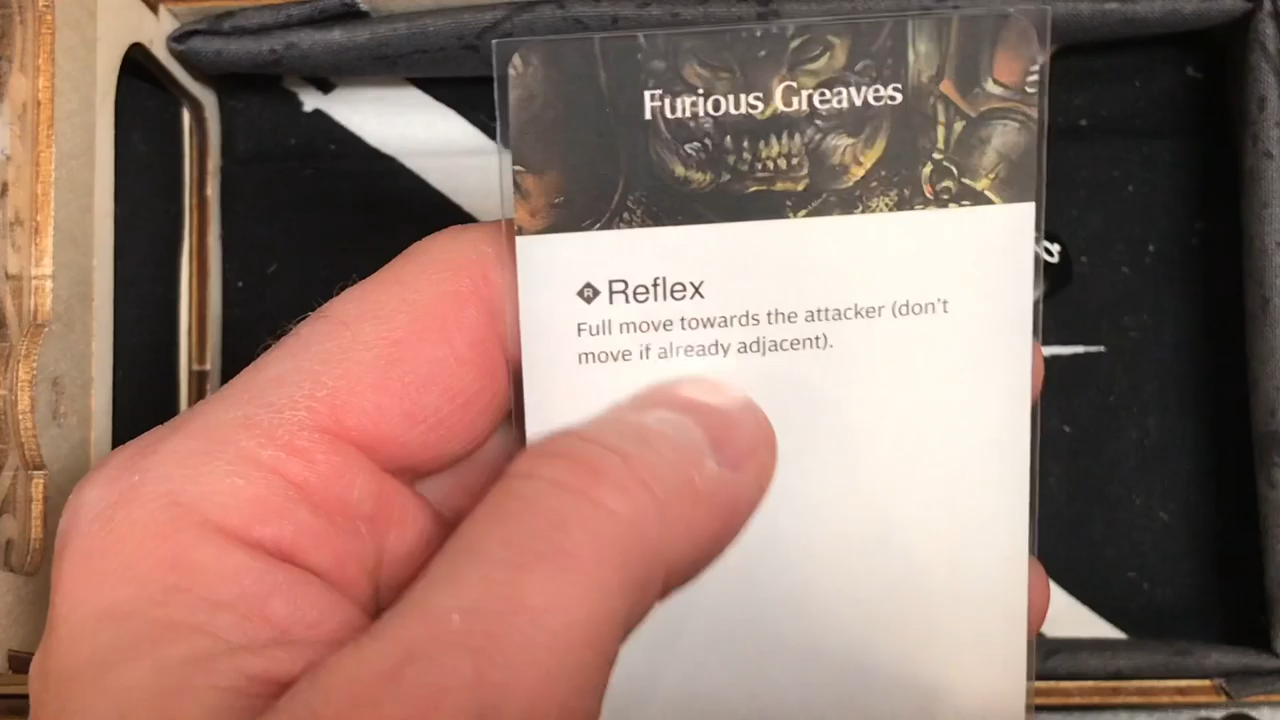 Furious Greaves
R Reflex
Full move towards the attacker (don't
move if already adjacent).